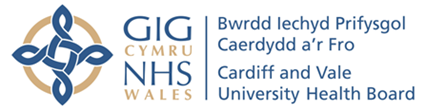 GIG
CYMRU
NHS
WALES
Bwrdd Iechyd Prifysgol
Caerdydd a'r Fro
Cardiff and Vale
University Health Board